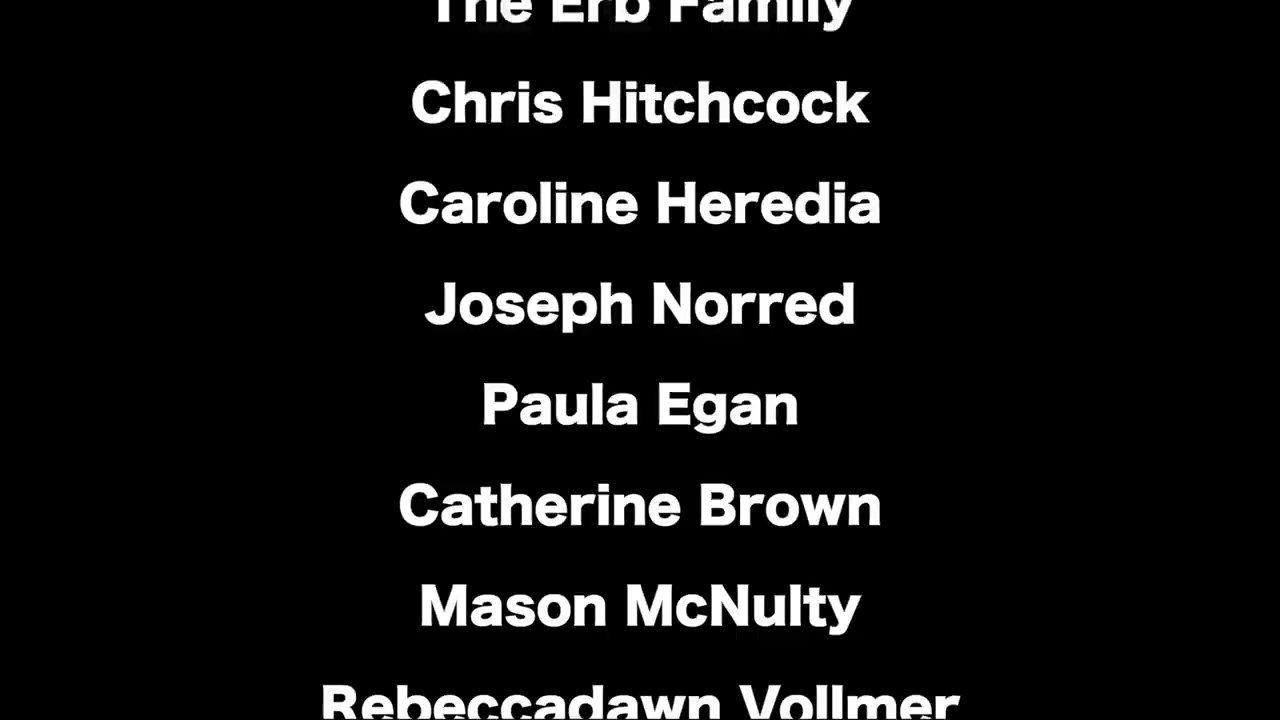 The Erb Family
Chris Hitchcock
Caroline Heredia
Joseph Norred
Paula Egan
Catherine Brown
Mason McNulty
Rebeccadawn Vollmer